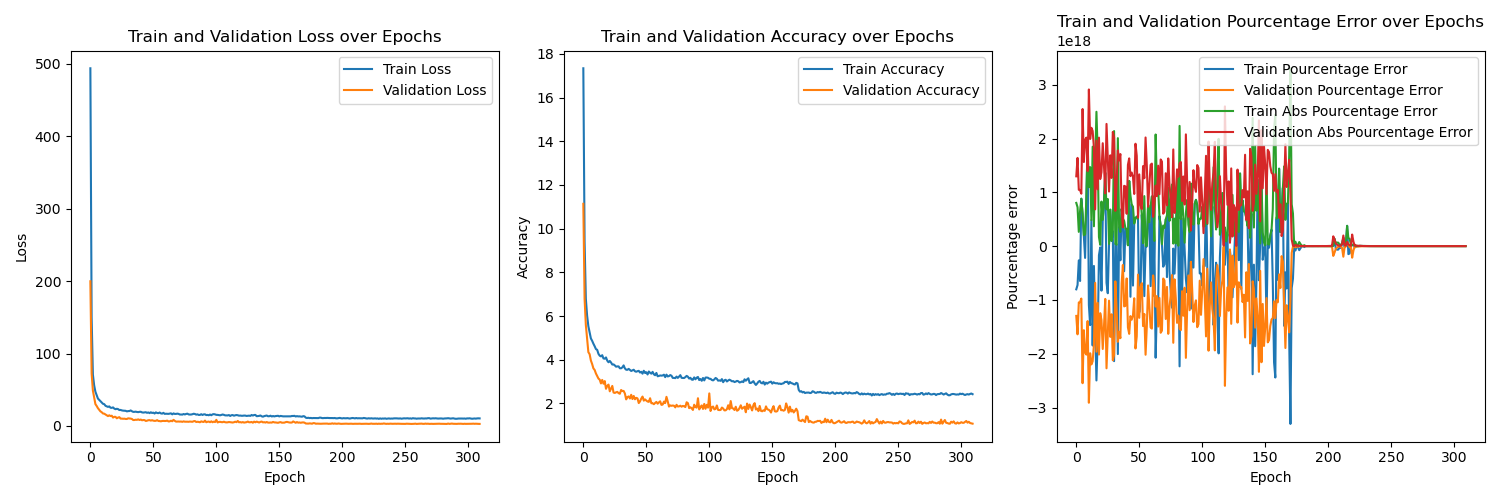 Train and Validation Loss over Epochs
500
400
300
200
100
0
0
50
100
150
200
250
300
Loss
Epoch
Train Loss
Validation Loss
Train and Validation Accuracy over Epochs
18
16
14
12
10
8
6
4
2
0
50
100
150
200
250
300
Accuracy
Epoch
Train Accuracy
Validation Accuracy
Train and Validation Pourcentage Error over Epochs
1e18
3
2
1
0
−1
−2
−3
0
50
100
150
200
250
300
Pourcentage error
Epoch
Train Pourcentage Error
Validation Pourcentage Error
Train Abs Pourcentage Error
Validation Abs Pourcentage Error